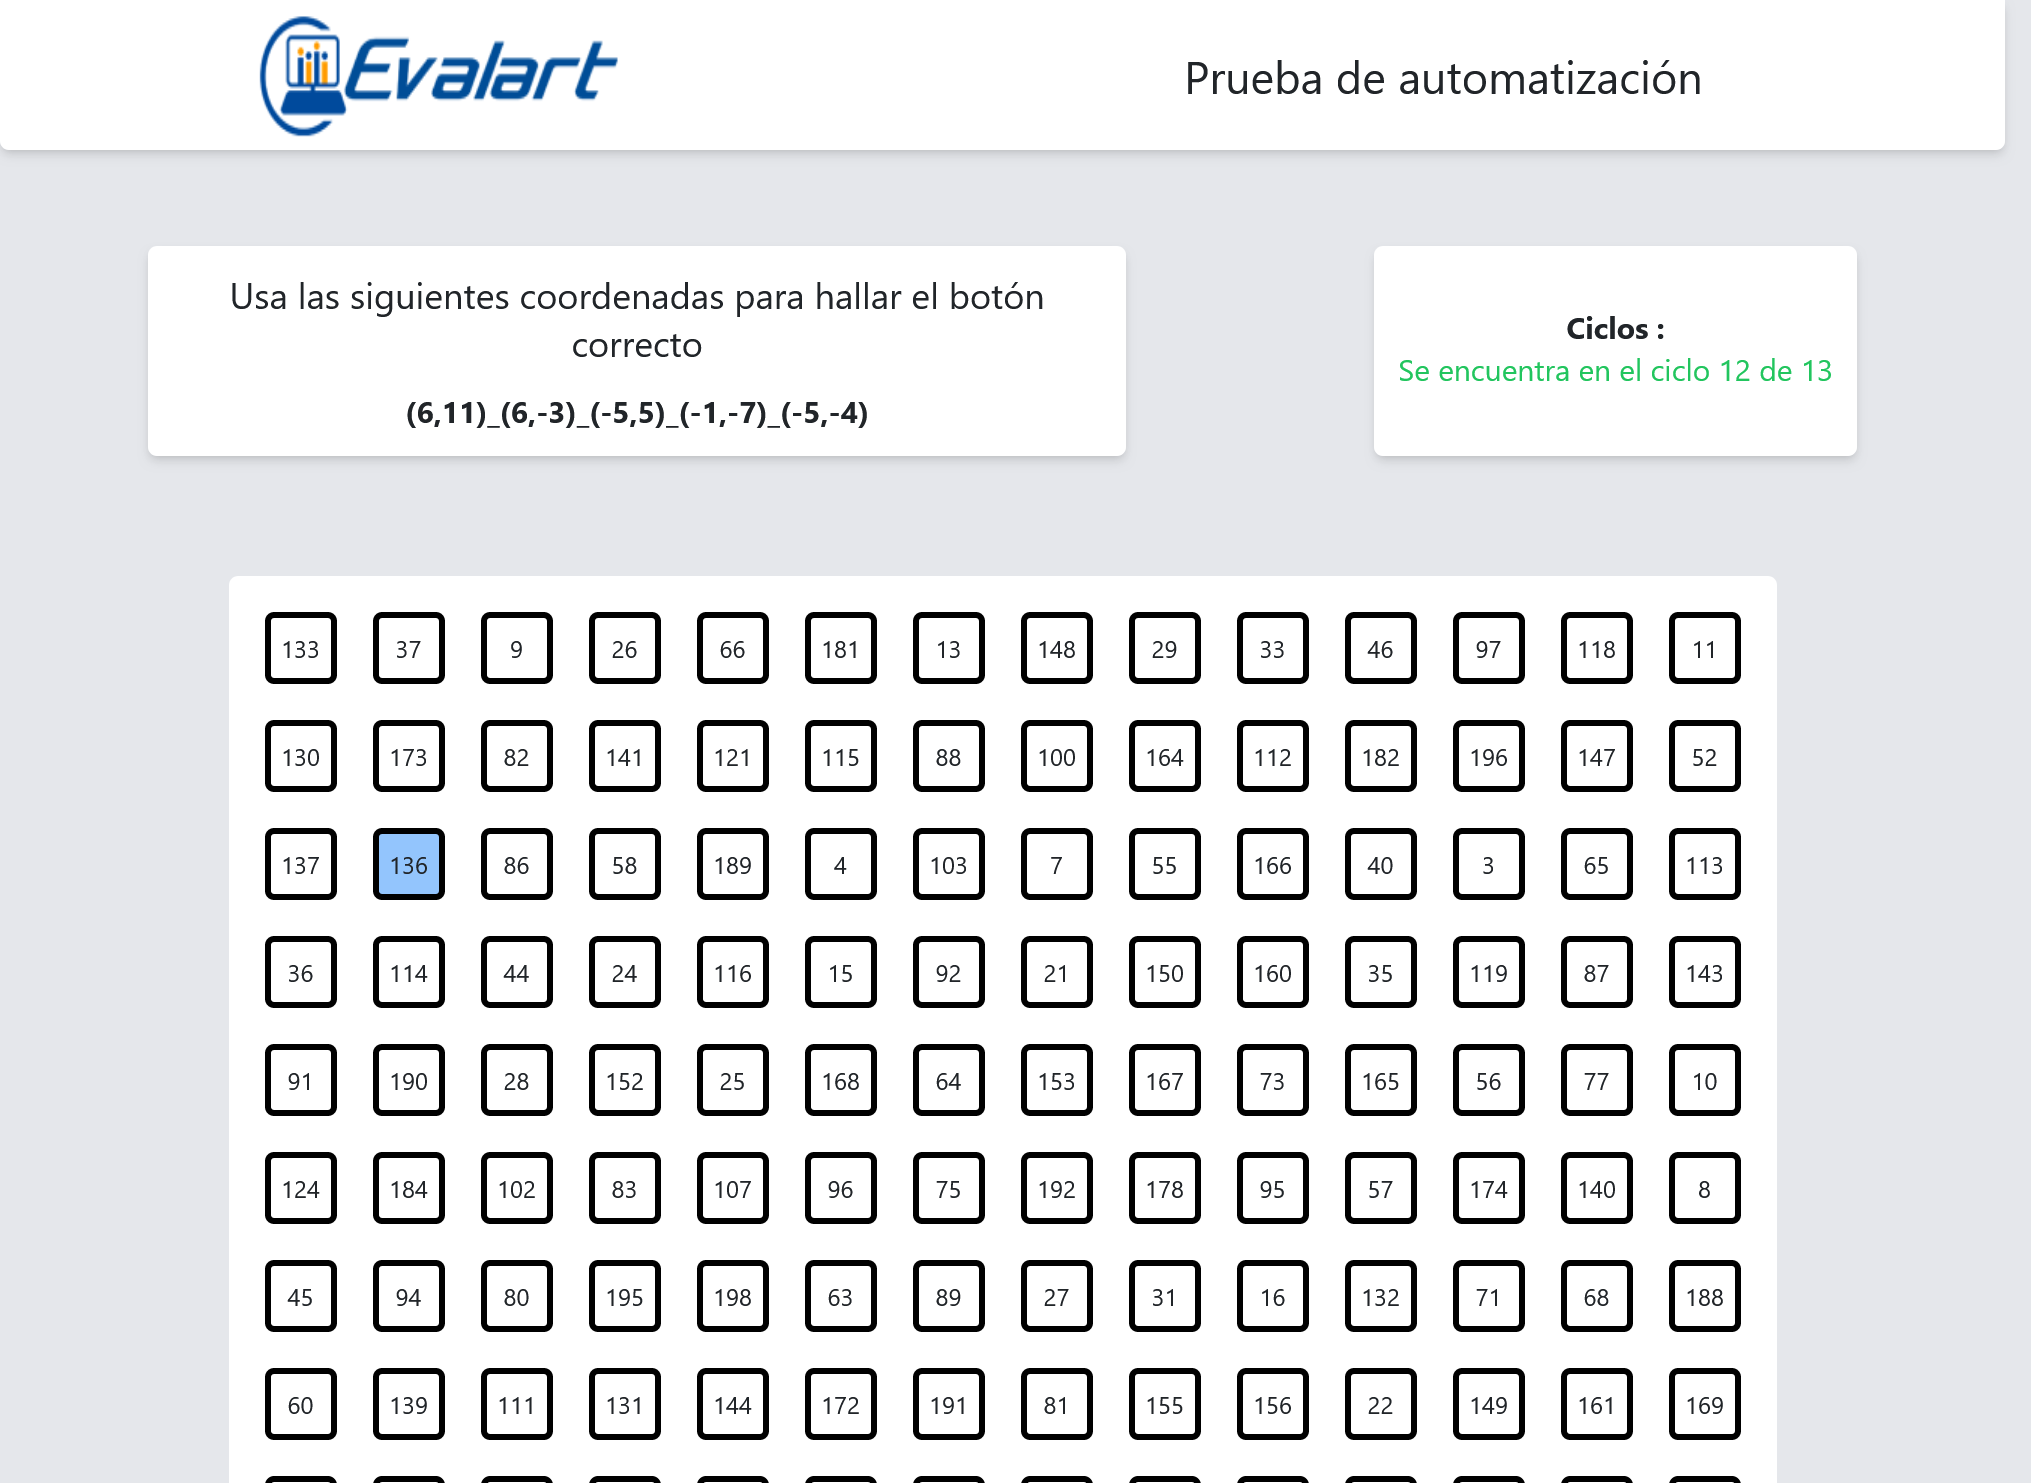 Evalart
Prueba de automatización
Usa las siguientes coordenadas para hallar el botón
correcto
(6,11)_(6,-3)_(-5,5)_(-1,-7)_(-5,-4)
Ciclos :
Se encuentra en el ciclo 12 de 13
133 37 9 26 66 181 13 148 29 33 46 97 118 11
130 173 82 141 121 115 88 100 164 112 182 196 147 52
137 136 86 58 189 4 103 7 55 166 40 3 65 113
36 114 44 24 116 15 92 21 150 160 35 119 87 143
91 190 28 152 25 168 64 153 167 73 165 56 77 10
124 184 102 83 107 96 75 192 178 95 57 174 140 8
45 94 80 195 198 63 89 27 31 16 132 71 68 188
60 139 111 131 144 172 191 81 155 156 22 149 161 169